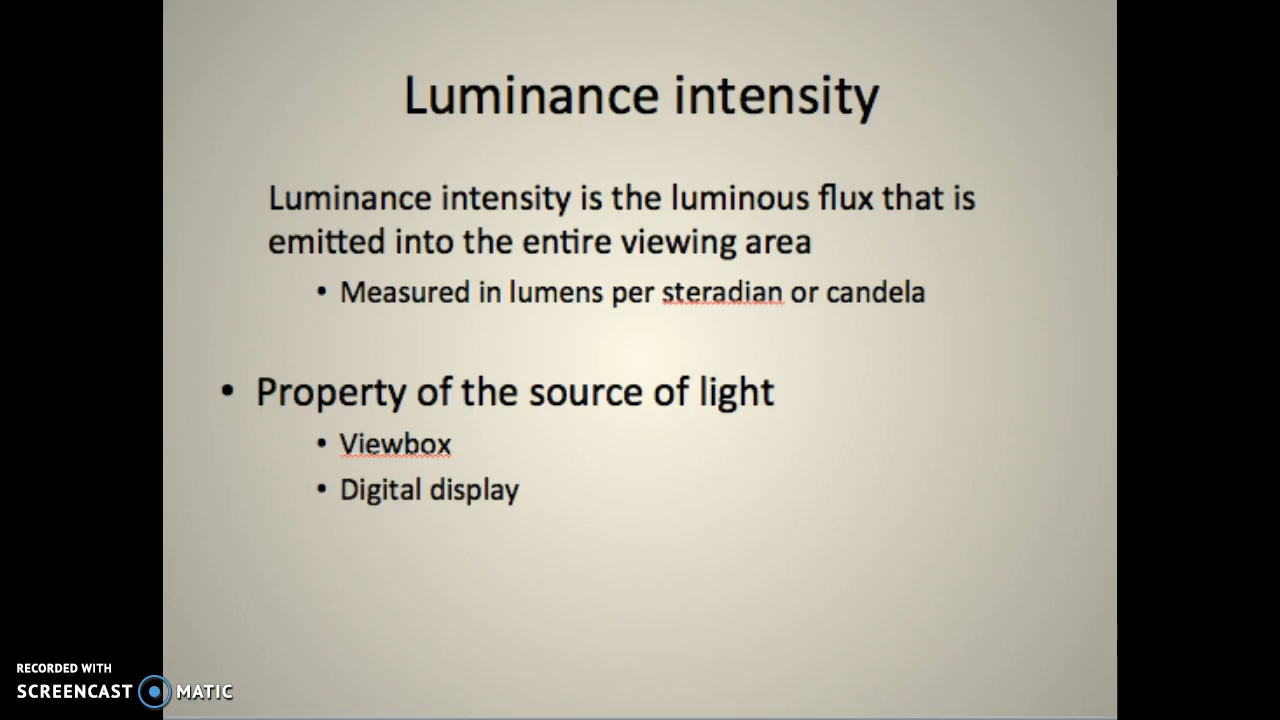 Luminance intensity
Luminance intensity is the luminous flux that is
emitted into the entire viewing area
• Measured in lumens per steradian or candela
• Property of the source of light
• Viewbox
• Digital display
RECORDED WITH
SCREENCAST MATIC